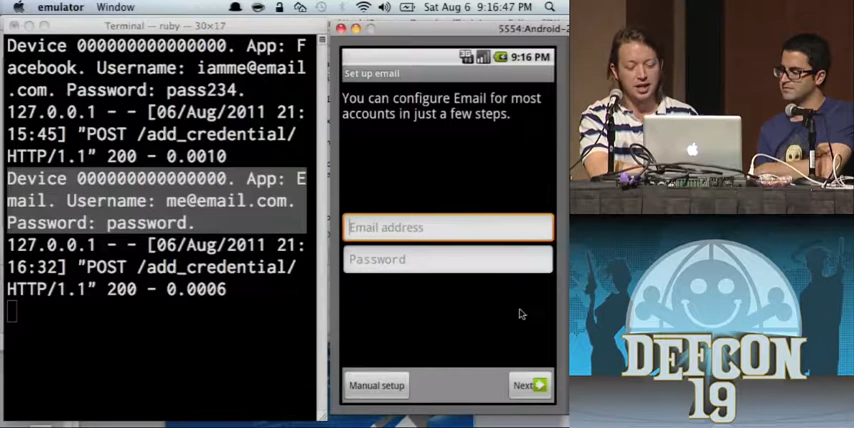 emulator Window
Sat Aug 6 9:16:47 PM
Terminal — ruby — 30×17
Device 000000000000000. App: F
acebook. Username: iamme@email
.com. Password: pass234.
127.0.0.1 - - [06/Aug/2011 21:
15:45] "POST /add_credential/
HTTP/1.1" 200 - 0.0010
Device 000000000000000. App: E
mail. Username: me@email.com.
Password: password.
127.0.0.1 - - [06/Aug/2011 21:
16:32] "POST /add_credential/
HTTP/1.1" 200 - 0.0006
5554:Android-2
9:16 PM
Set up email
You can configure Email for most
accounts in just a few steps.
Email address
Password
Manual setup
Next
DEFCON
19